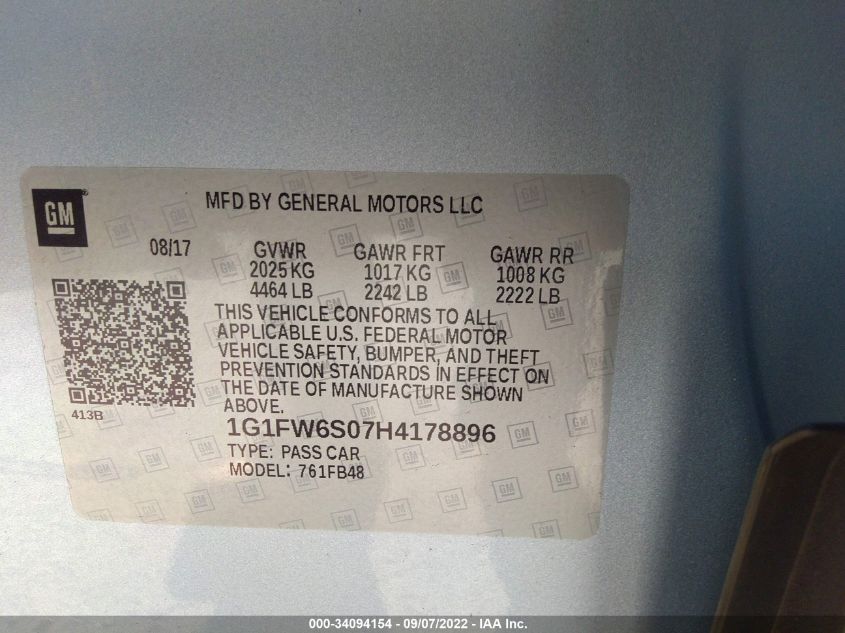 GM
MFD BY GENERAL MOTORS LLC
08/17
GVWR
2025 KG
4464 LB
GAWR FRT
1017 KG
2242 LB
GAWR RR
1008 KG
2222 LB
THIS VEHICLE CONFORMS TO ALL
APPLICABLE U.S. FEDERAL MOTOR
VEHICLE SAFETY, BUMPER, AND THEFT
PREVENTION STANDARDS IN EFFECT ON
THE DATE OF MANUFACTURE SHOWN
ABOVE.
413B
1G1FW6S07H4178896
TYPE: PASS CAR
MODEL: 761FB48
000-34094154 - 09/07/2022 - IAA Inc.